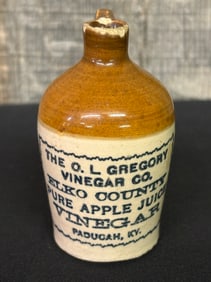 THE O. L. GREGORY
VINEGAR CO.
ELKO COUNTY
PURE APPLE JUICE
VINEGAR
PADUCAH, KY.